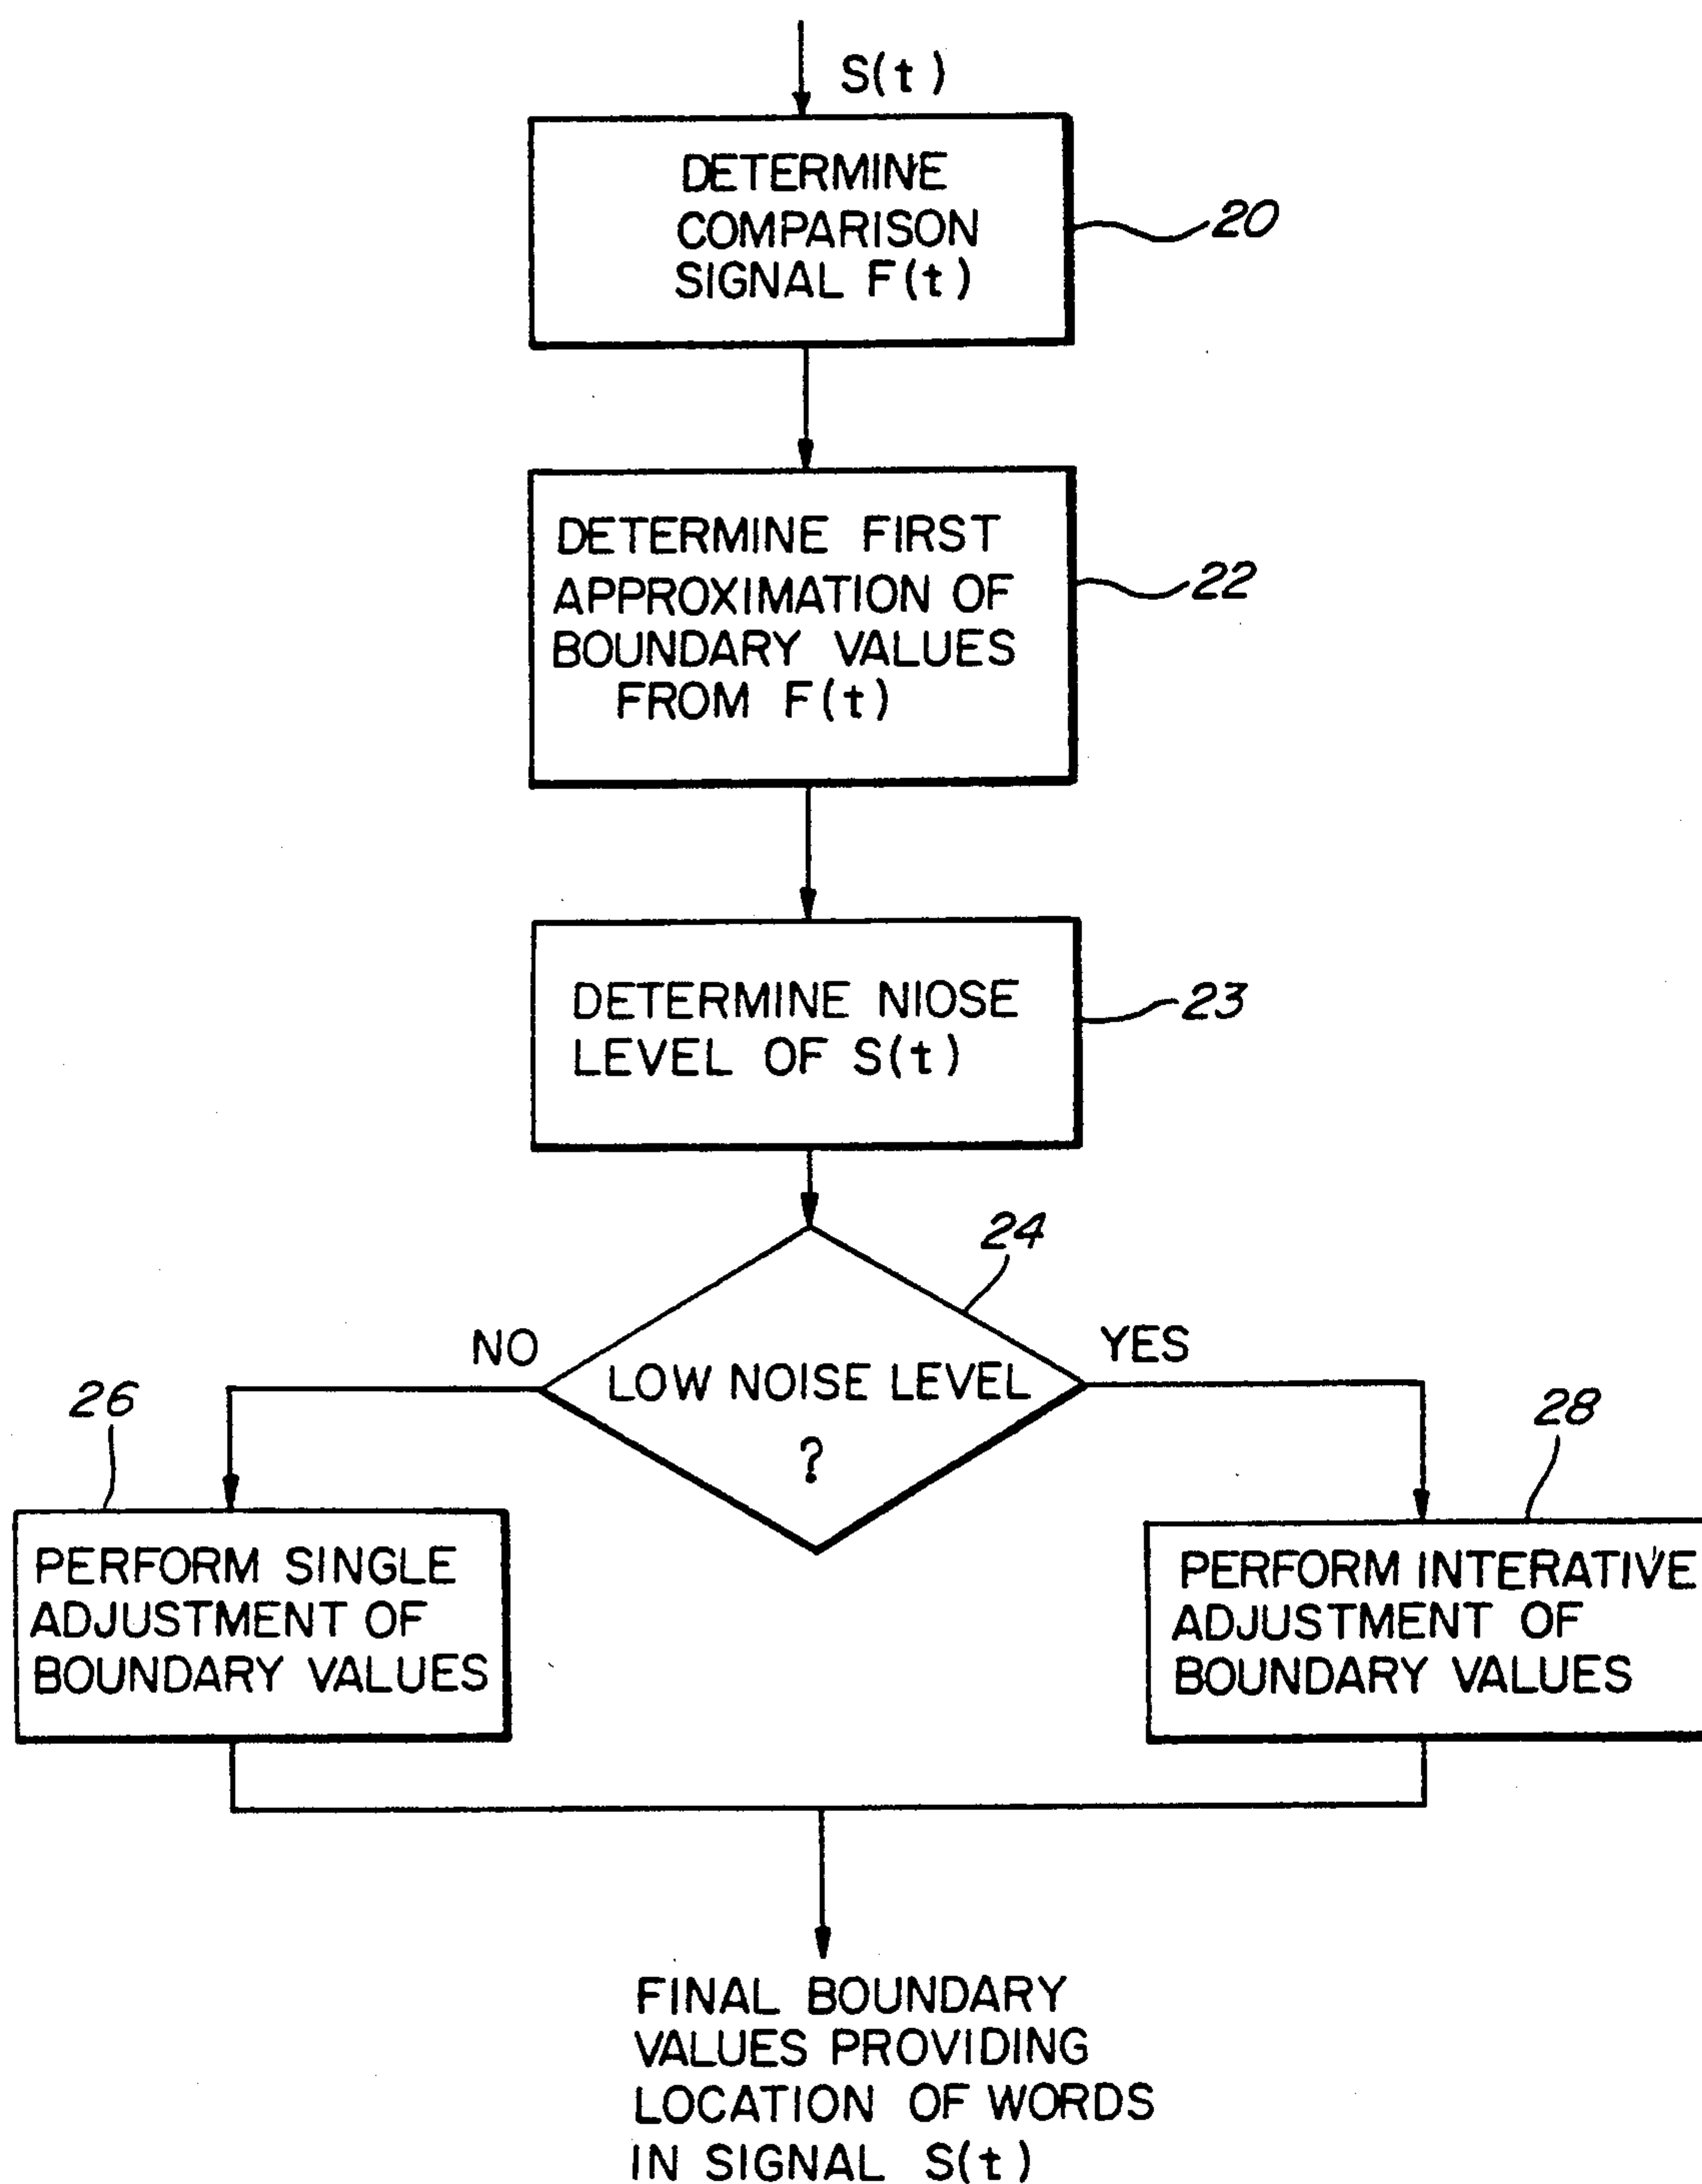 S(t)
DETERMINE
COMPARISON
SIGNAL F(t)
20
DETERMINE FIRST
APPROXIMATION OF
BOUNDARY VALUES
FROM F(t)
22
DETERMINE NIOSE
LEVEL OF S(t)
23
24
NO
YES
LOW NOISE LEVEL
?
26
28
PERFORM SINGLE
ADJUSTMENT OF
BOUNDARY VALUES
PERFORM INTERATIVE
ADJUSTMENT OF
BOUNDARY VALUES
FINAL BOUNDARY
VALUES PROVIDING
LOCATION OF WORDS
IN SIGNAL S(t)